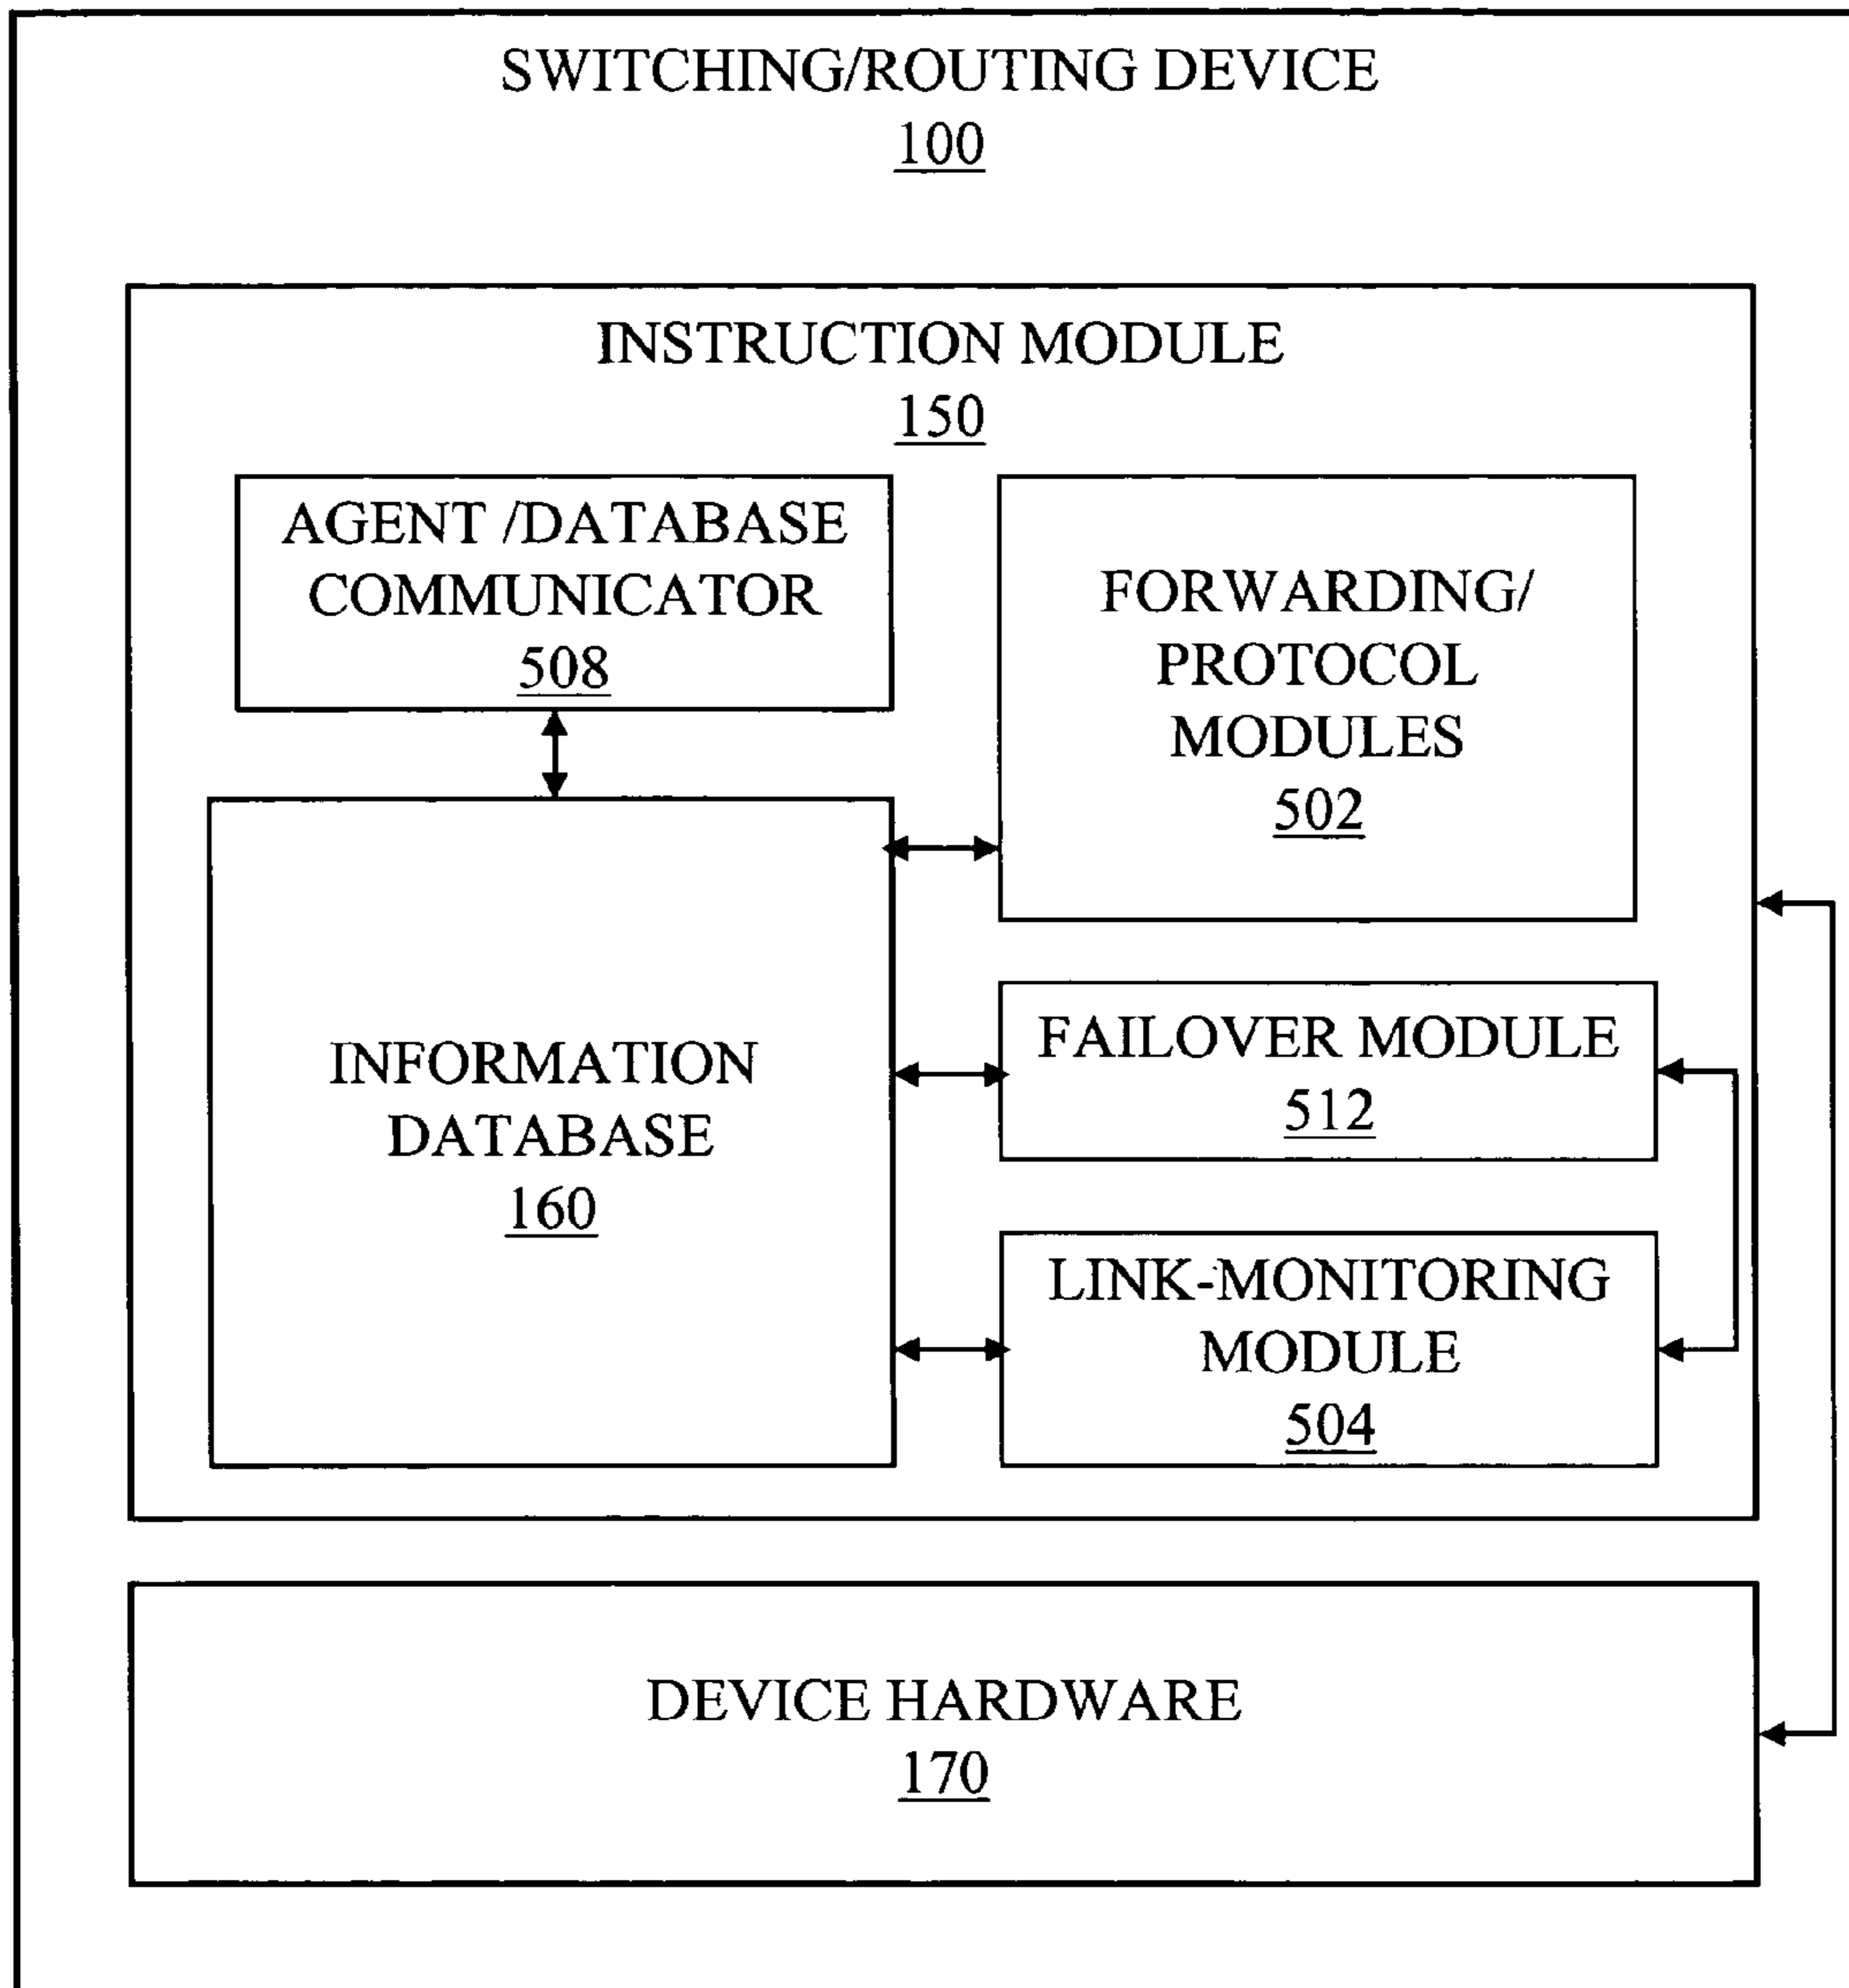 SWITCHING/ROUTING DEVICE
100
INSTRUCTION MODULE
150
AGENT /DATABASE
COMMUNICATOR
508
FORWARDING/
PROTOCOL
MODULES
502
INFORMATION
DATABASE
160
FAILOVER MODULE
512
LINK-MONITORING
MODULE
504
DEVICE HARDWARE
170